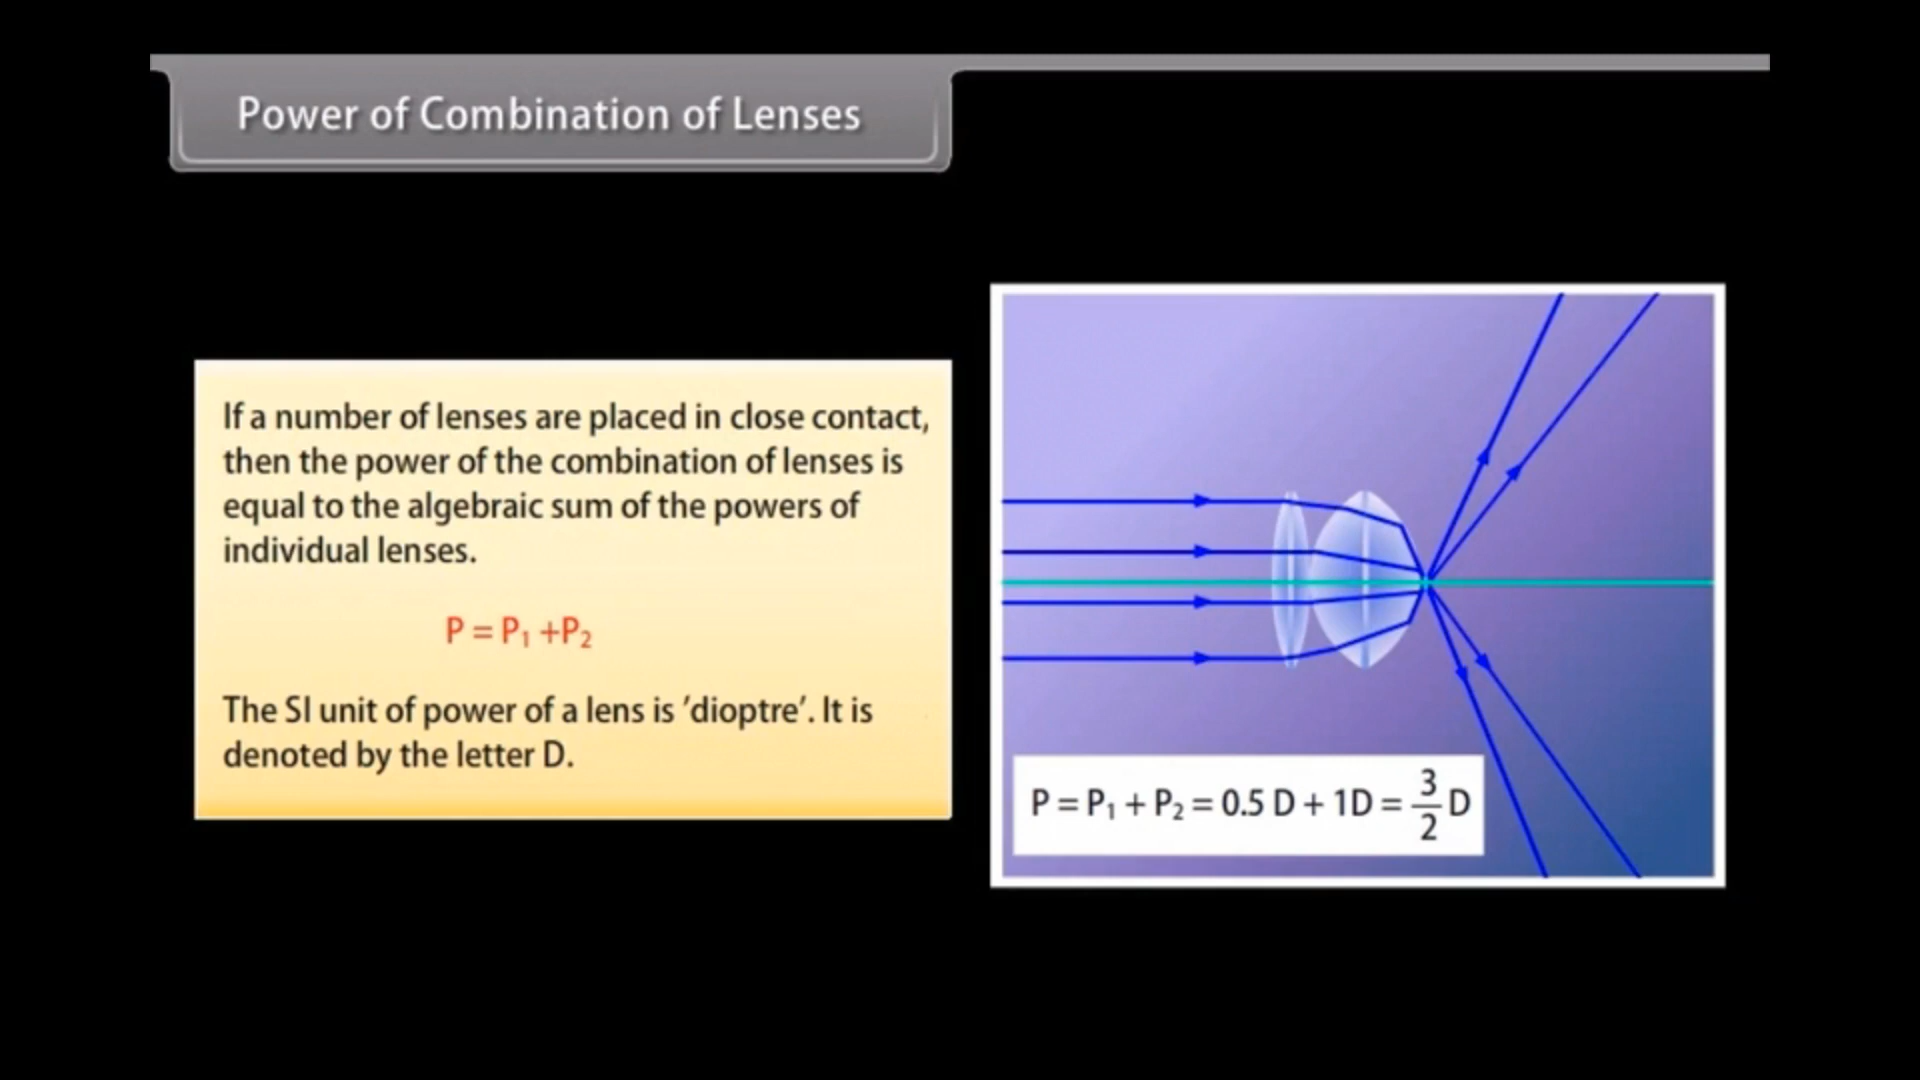 Power of Combination of Lenses
If a number of lenses are placed in close contact,
then the power of the combination of lenses is
equal to the algebraic sum of the powers of
individual lenses.
P = P₁ +P₂
The SI unit of power of a lens is ’dioptre’. It is
denoted by the letter D.
P = P₁ + P₂ = 0.5 D + 1D = 3/2 D